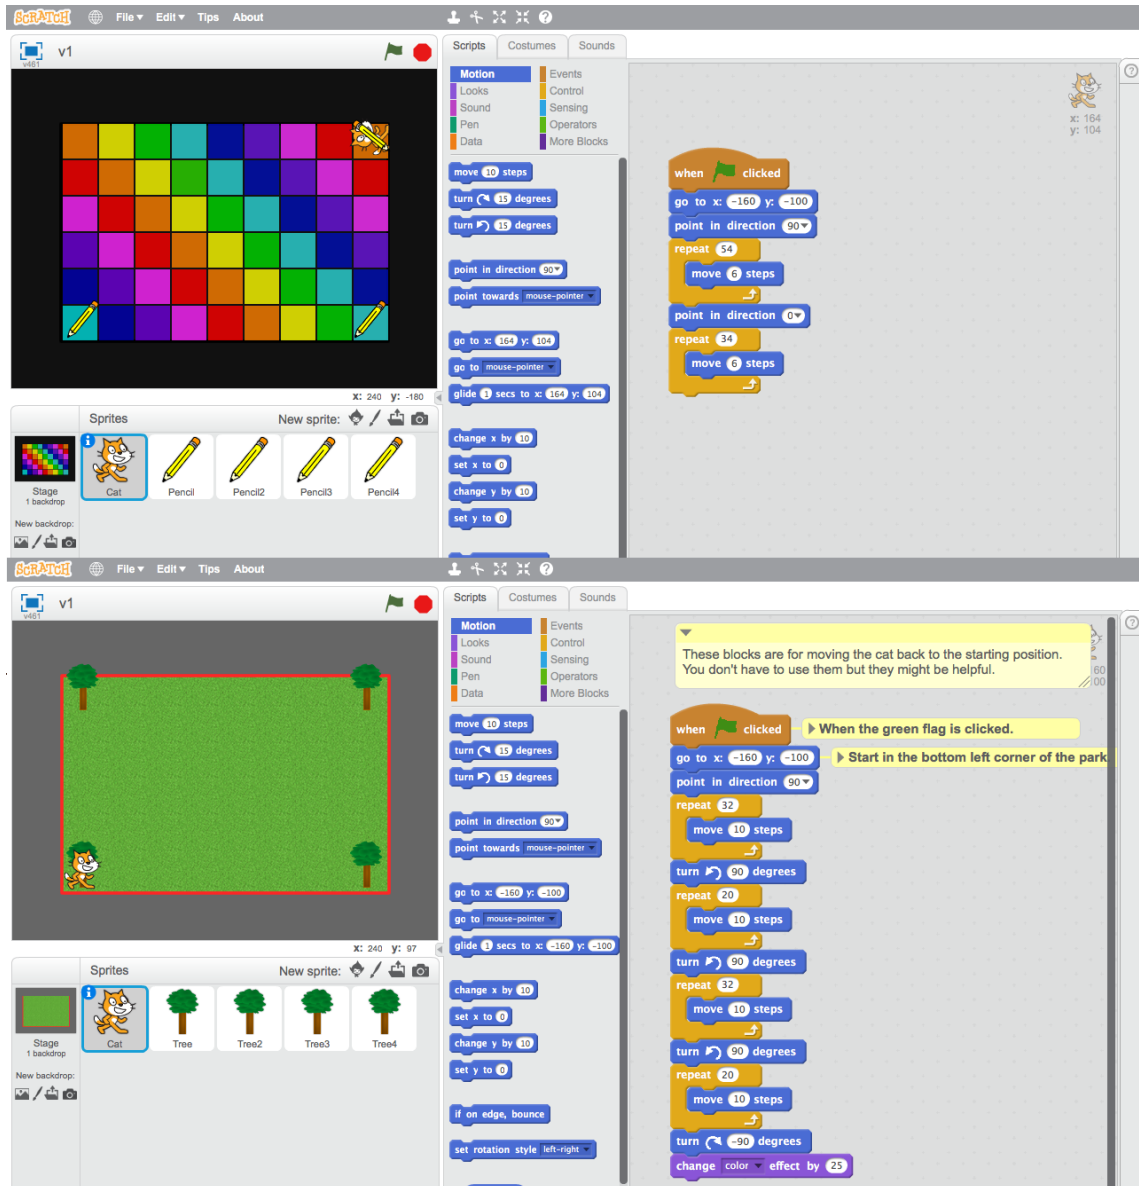 SCRATCH File Edit Tips About
v1
v461
X: 240 Y: -180
Sprites New sprite:
Stage
1 backdrop
New backdrop:
Cat Pencil Pencil2 Pencil3 Pencil4
Scripts Costumes Sounds
Motion Events
Looks Control
Sound Sensing
Pen Operators
Data More Blocks
move 10 steps
turn 15 degrees
turn 15 degrees
point in direction 90
point towards mouse-pointer
go to x: 164 y: 104
go to mouse-pointer
glide 1 secs to x: 164 y: 104
change x by 10
set x to 0
change y by 10
set y to 0
x: 164
y: 104
when clicked
go to x: -160 y: -100
point in direction 90
repeat 54
move 6 steps
point in direction 0
repeat 34
move 6 steps
SCRATCH File Edit Tips About
v1
v461
X: 240 Y: 97
Sprites New sprite:
Stage
1 backdrop
New backdrop:
Cat Tree Tree2 Tree3 Tree4
Scripts Costumes Sounds
Motion Events
Looks Control
Sound Sensing
Pen Operators
Data More Blocks
move 10 steps
turn 15 degrees
turn 15 degrees
point in direction 90
point towards mouse-pointer
go to x: -160 y: -100
go to mouse-pointer
glide 1 secs to x: -160 y: -100
change x by 10
set x to 0
change y by 10
set y to 0
if on edge, bounce
set rotation style left-right
These blocks are for moving the cat back to the starting position.
You don't have to use them but they might be helpful.
when clicked When the green flag is clicked.
go to x: -160 y: -100 Start in the bottom left corner of the park.
point in direction 90
repeat 32
move 10 steps
turn 90 degrees
repeat 20
move 10 steps
turn 90 degrees
repeat 32
move 10 steps
turn 90 degrees
repeat 20
move 10 steps
turn -90 degrees
change color effect by 25